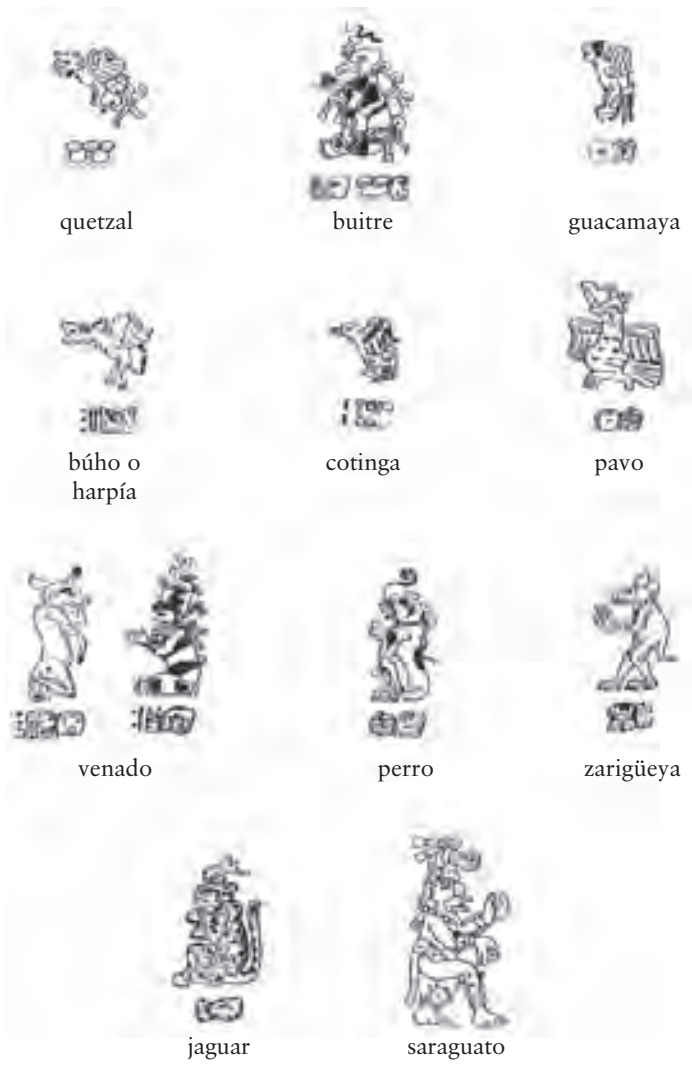 quetzal
buitre
guacamaya
búho o
harpía
cotinga
pavo
venado
perro
zarigüeya
jaguar
saraguato